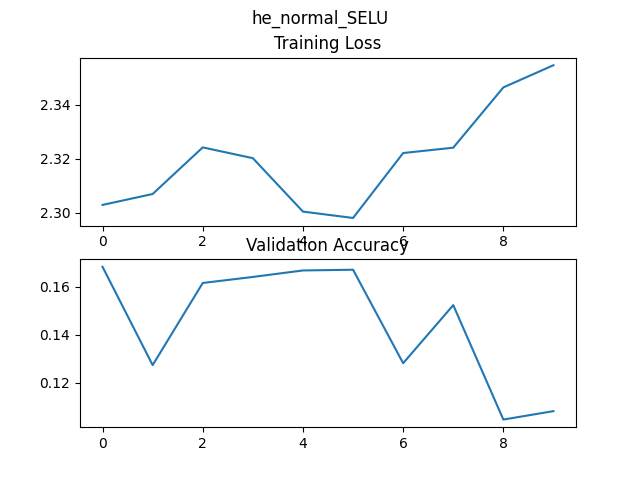 he_normal_SELU
Training Loss
2.34
2.32
2.30
0 2 4 6 8
Validation Accuracy
0.16
0.14
0.12
0 2 4 6 8